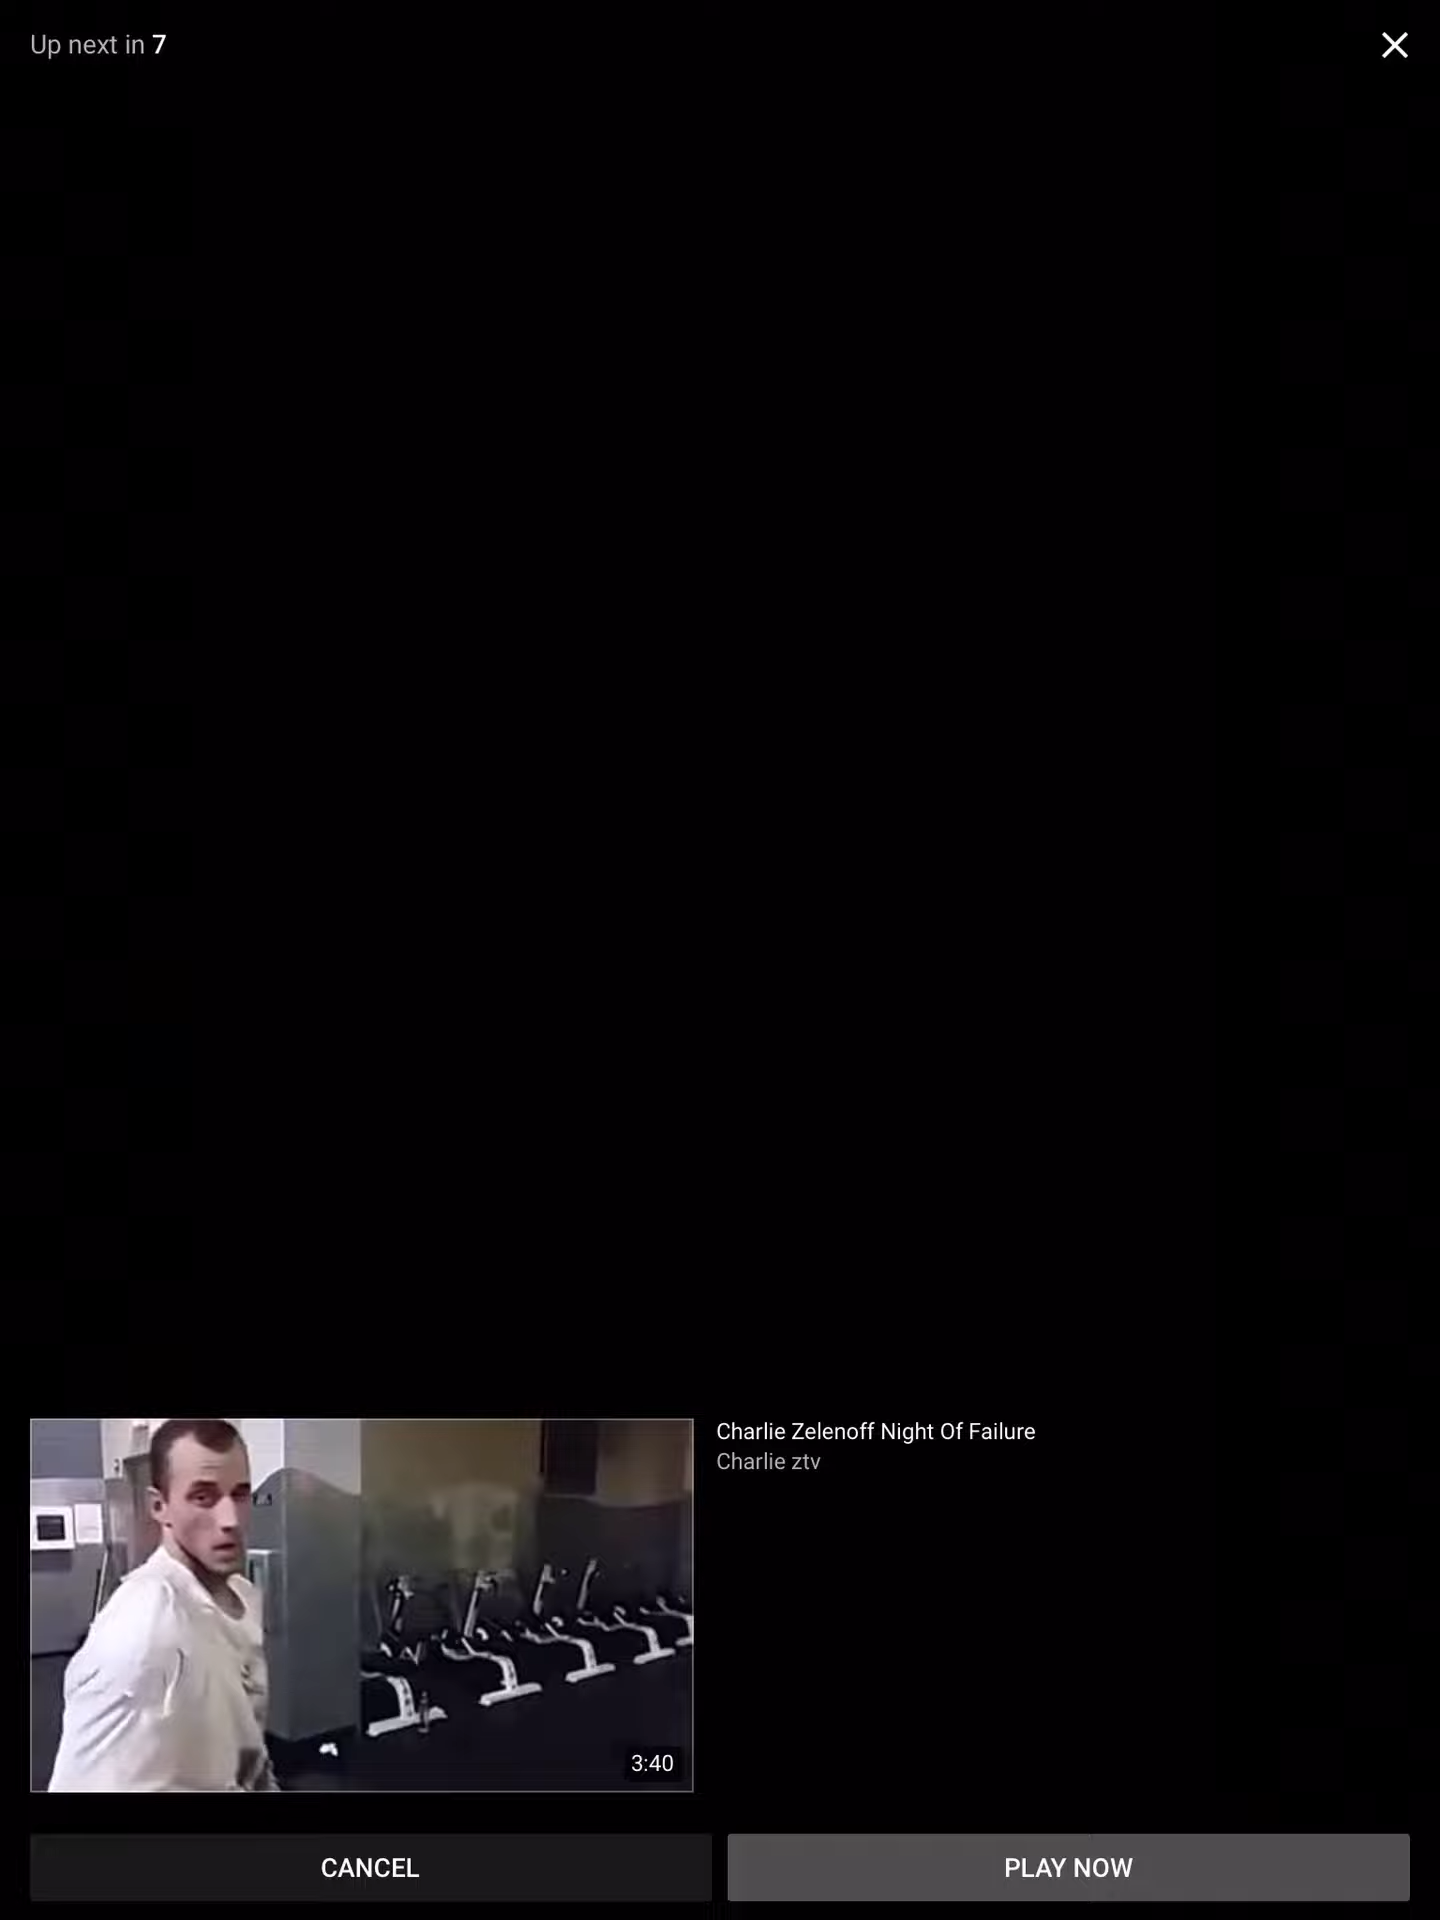 Up next in 7
Charlie Zelenoff Night Of Failure
Charlie ztv
3:40
CANCEL
PLAY NOW